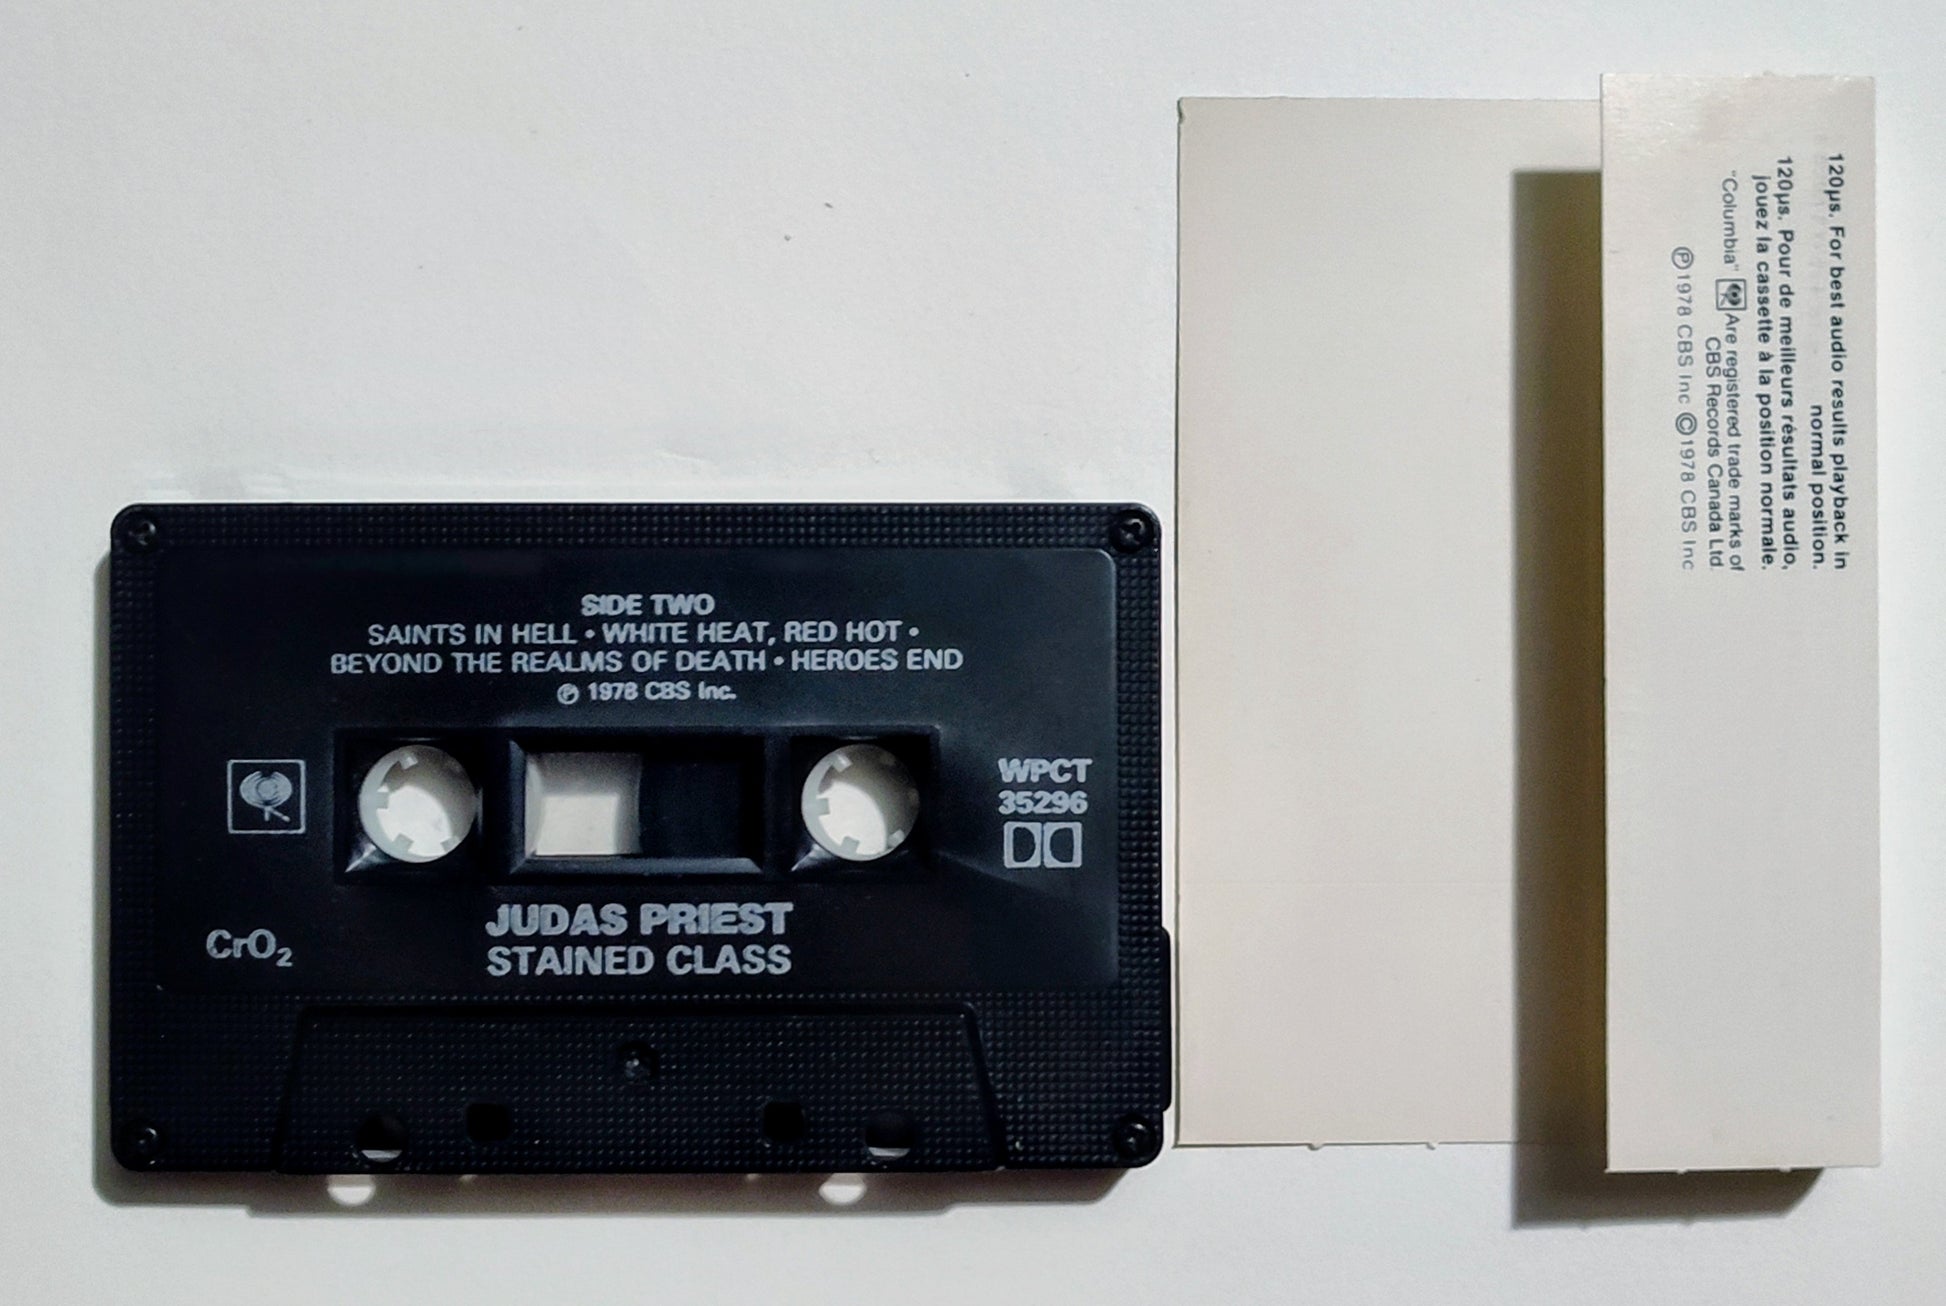 SIDE TWO
SAINTS IN HELL • WHITE HEAT, RED HOT •
BEYOND THE REALMS OF DEATH • HEROES END
℗ 1978 CBS Inc.
WPCT
35296
CrO₂
JUDAS PRIEST
STAINED CLASS
120µs. For best audio results playback in
normal position.
120µs. Pour de meilleurs résultats audio,
jouez la cassette à la position normale.
"Columbia" Are registered trade marks of
CBS Records Canada Ltd.
℗1978 CBS Inc ©1978 CBS Inc